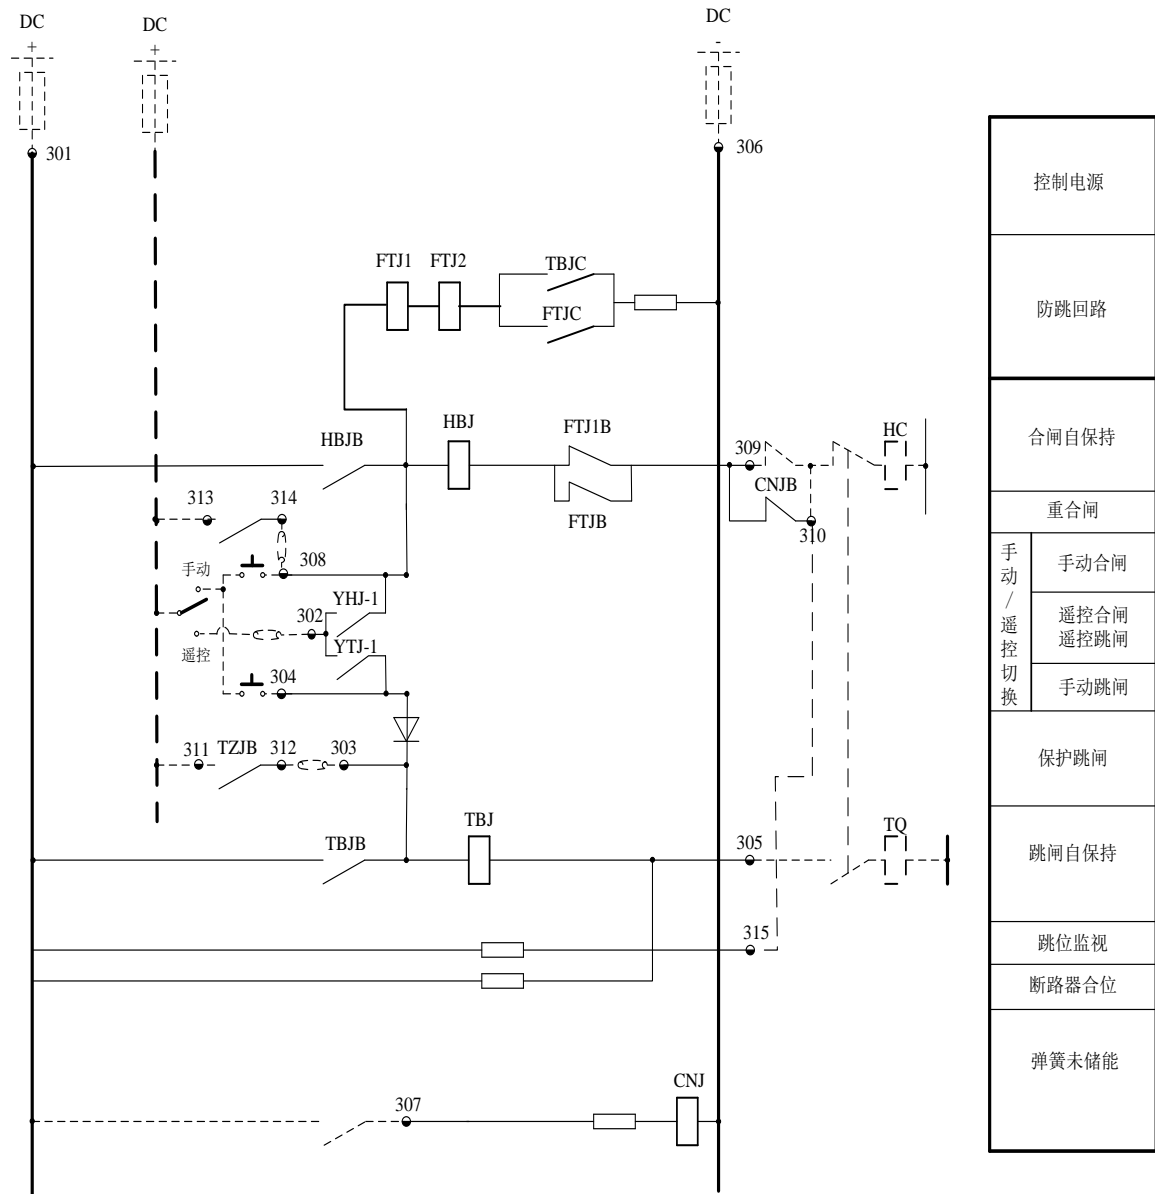 DC
+
DC
+
DC
-
301
306
FTJ1
FTJ2
TBJC
FTJC
HBJB
HBJ
FTJ1B
FTJB
309
CNJB
310
HC
313
314
手动
308
YHJ-1
302
YTJ-1
遥控
304
311
TZJB
312
303
TBJB
TBJ
305
TQ
315
307
CNJ
控制电源
防跳回路
合闸自保持
重合闸
手动/遥控切换
手动合闸
遥控合闸
遥控跳闸
手动跳闸
保护跳闸
跳闸自保持
跳位监视
断路器合位
弹簧未储能